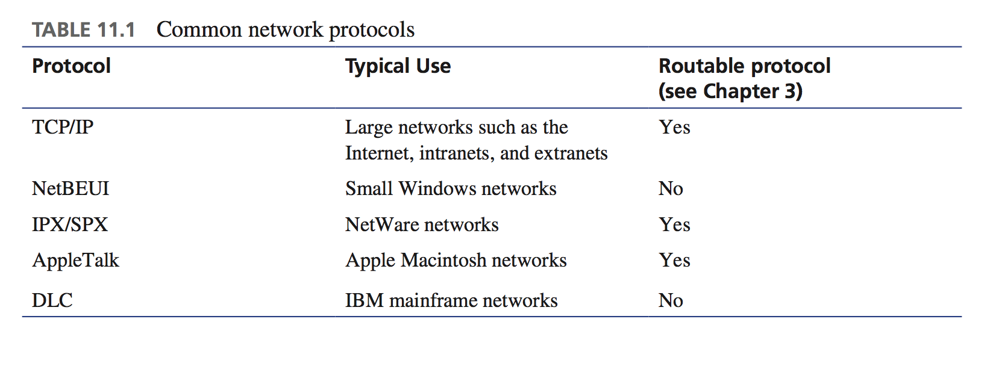 TABLE 11.1 Common network protocols
Protocol Typical Use Routable protocol
(see Chapter 3)
TCP/IP Large networks such as the Yes
Internet, intranets, and extranets
NetBEUI Small Windows networks No
IPX/SPX NetWare networks Yes
AppleTalk Apple Macintosh networks Yes
DLC IBM mainframe networks No